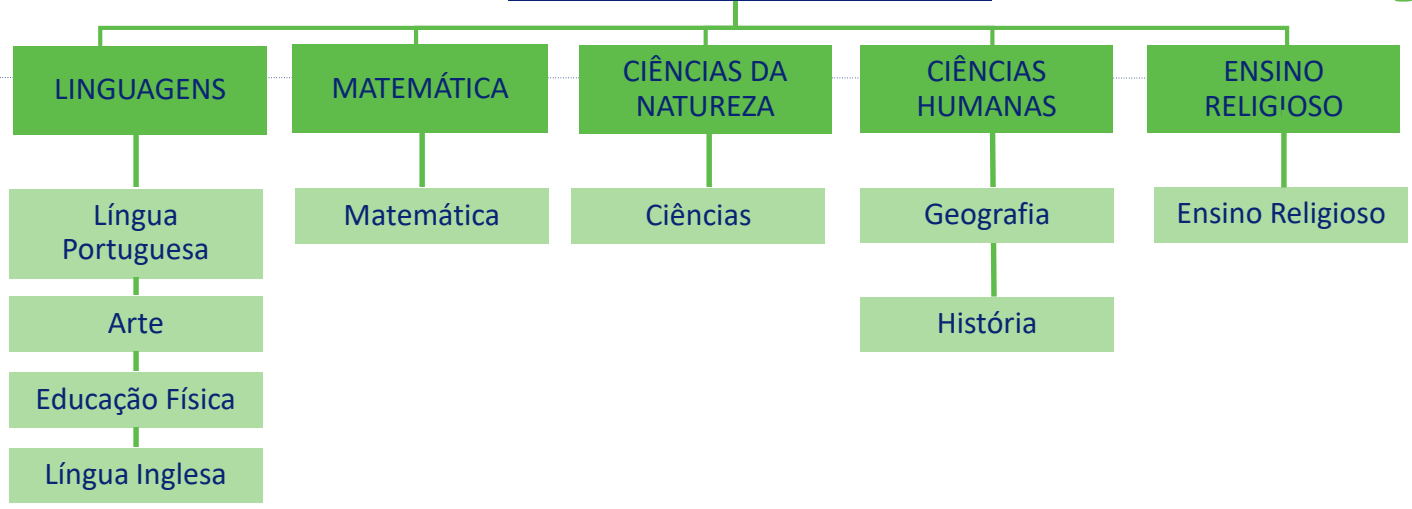 LINGUAGENS
MATEMÁTICA
CIÊNCIAS DA
NATUREZA
CIÊNCIAS
HUMANAS
ENSINO
RELIGIOSO
Língua
Portuguesa
Arte
Educação Física
Língua Inglesa
Matemática
Ciências
Geografia
História
Ensino Religioso